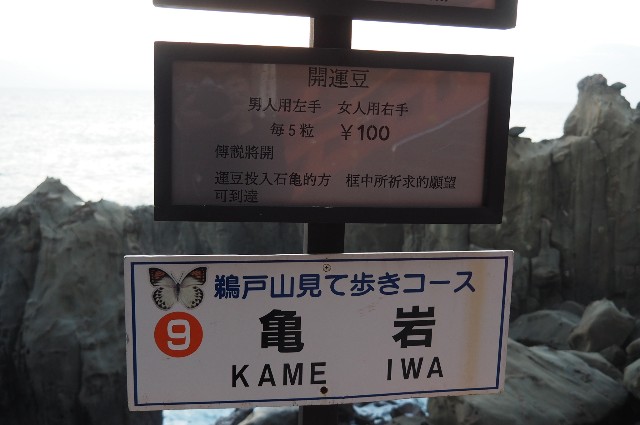 開運豆
男人用左手 女人用右手
每5粒 ¥100
傳説將開
運豆投入石亀的方 框中所祈求的願望
可到達
鵜戸山見て歩きコース
9
亀岩
KAME IWA